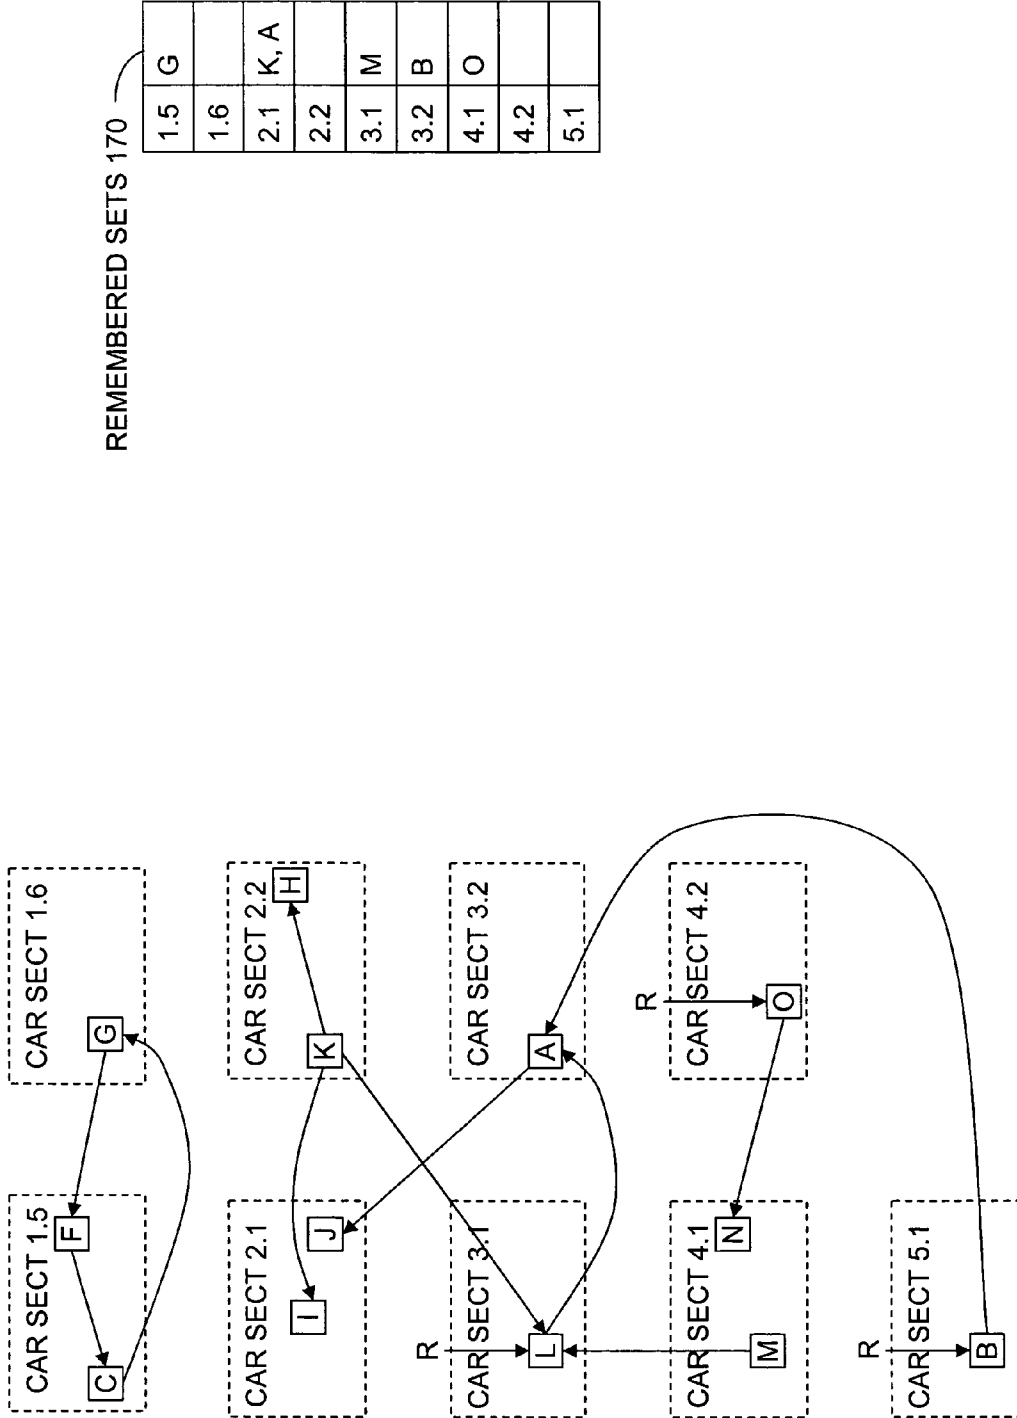 REMEMBERED SETS 170
1.5 G
1.6
2.1 K, A
2.2
3.1 M
3.2 B
4.1 O
4.2
5.1
CAR SECT 1.5
C
F
CAR SECT 1.6
G
CAR SECT 2.1
I
J
CAR SECT 2.2
K
H
R
CAR SECT 3.1
L
CAR SECT 3.2
A
CAR SECT 4.1
M
N
R
CAR SECT 4.2
O
R
CAR SECT 5.1
B